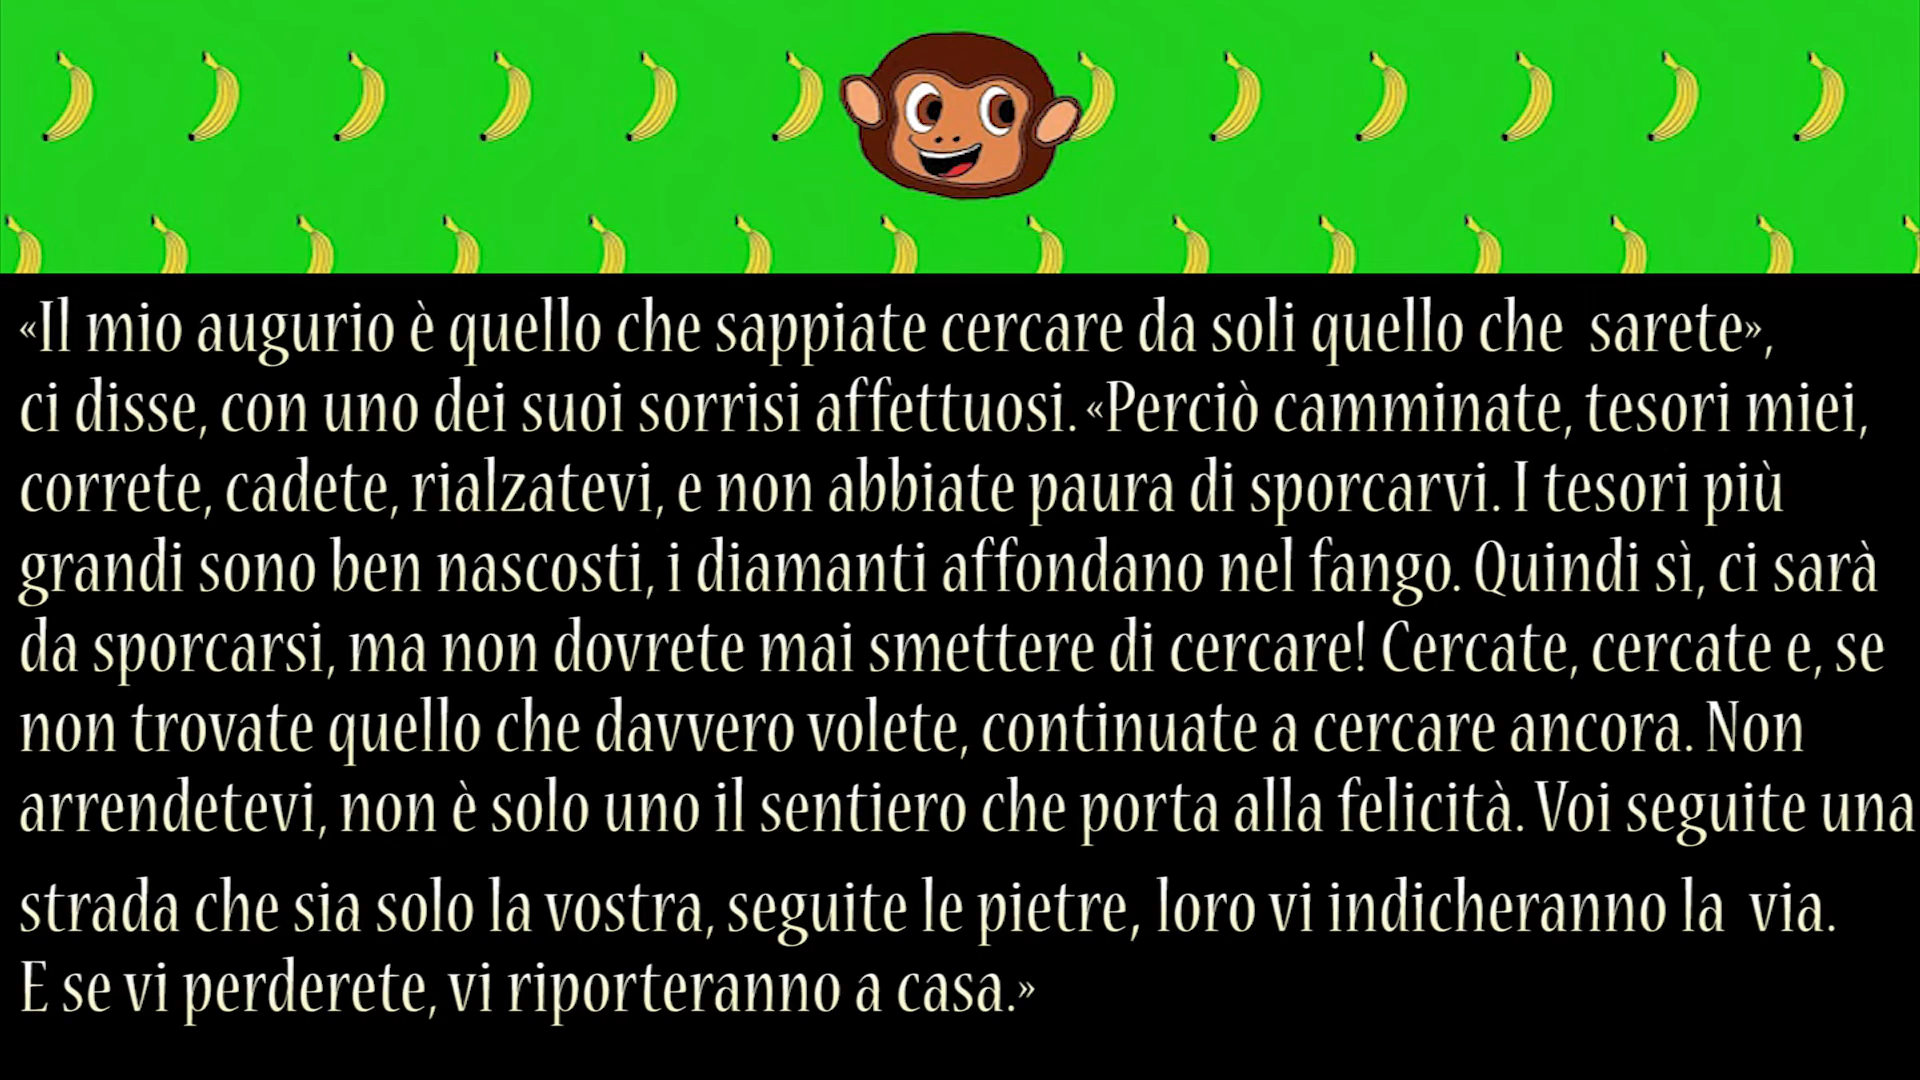 «Il mio augurio è quello che sappiate cercare da soli quello che sarete»,
ci disse, con uno dei suoi sorrisi affettuosi. «Perciò camminate, tesori miei,
correte, cadete, rialzatevi, e non abbiate paura di sporcarvi. I tesori più
grandi sono ben nascosti, i diamanti affondano nel fango. Quindi sì, ci sarà
da sporcarsi, ma non dovrete mai smettere di cercare! Cercate, cercate e, se
non trovate quello che davvero volete, continuate a cercare ancora. Non
arrendetevi, non è solo uno il sentiero che porta alla felicità. Voi seguite una
strada che sia solo la vostra, seguite le pietre, loro vi indicheranno la via.
E se vi perderete, vi riporteranno a casa.»